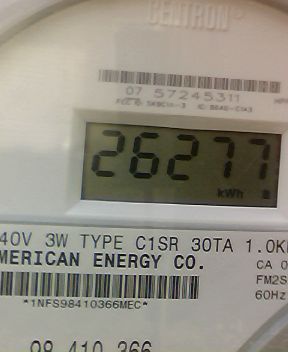 CENTRON®
07 57245311
26277
kWh
40V 3W TYPE C1SR 30TA 1.0K
MERICAN ENERGY CO.
CA 0
FM2S
60Hz
*1NFS98410366MEC*
98 410 366